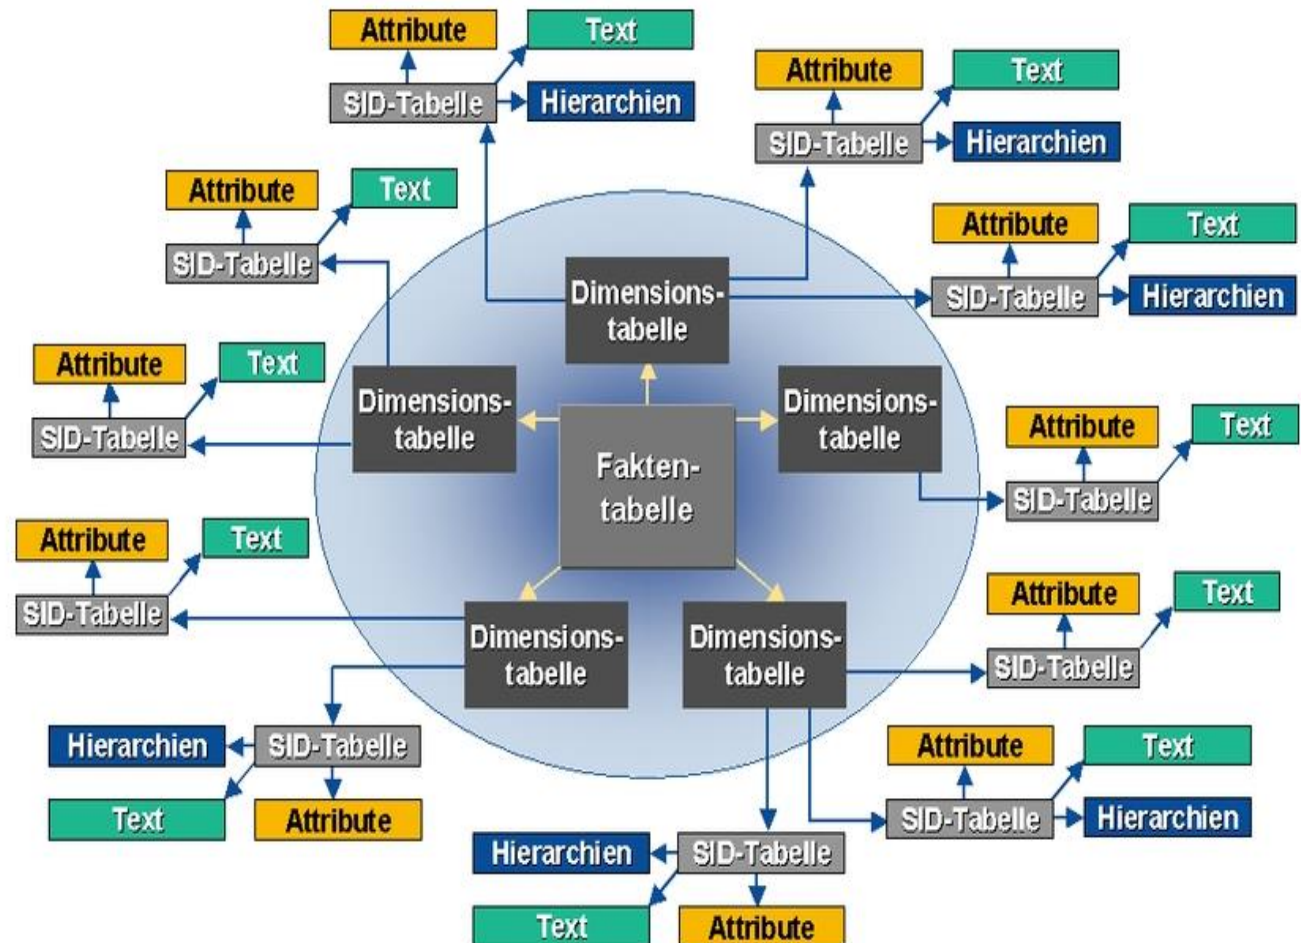 Attribute
Text
SID-Tabelle
Hierarchien
Attribute
Text
SID-Tabelle
Hierarchien
Attribute
Text
SID-Tabelle
Attribute
Text
SID-Tabelle
Hierarchien
Dimensions-
tabelle
Attribute
Text
SID-Tabelle
Dimensions-
tabelle
Dimensions-
tabelle
Attribute
Text
SID-Tabelle
Fakten-
tabelle
Attribute
Text
SID-Tabelle
Attribute
Text
SID-Tabelle
Dimensions-
tabelle
Dimensions-
tabelle
Hierarchien
SID-Tabelle
Text
Attribute
Attribute
Text
SID-Tabelle
Hierarchien
Hierarchien
SID-Tabelle
Text
Attribute